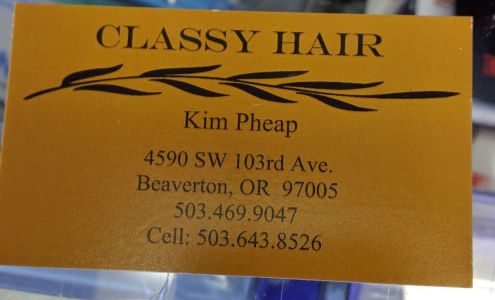 CLASSY HAIR
Kim Pheap
4590 SW 103rd Ave.
Beaverton, OR 97005
503.469.9047
Cell: 503.643.8526